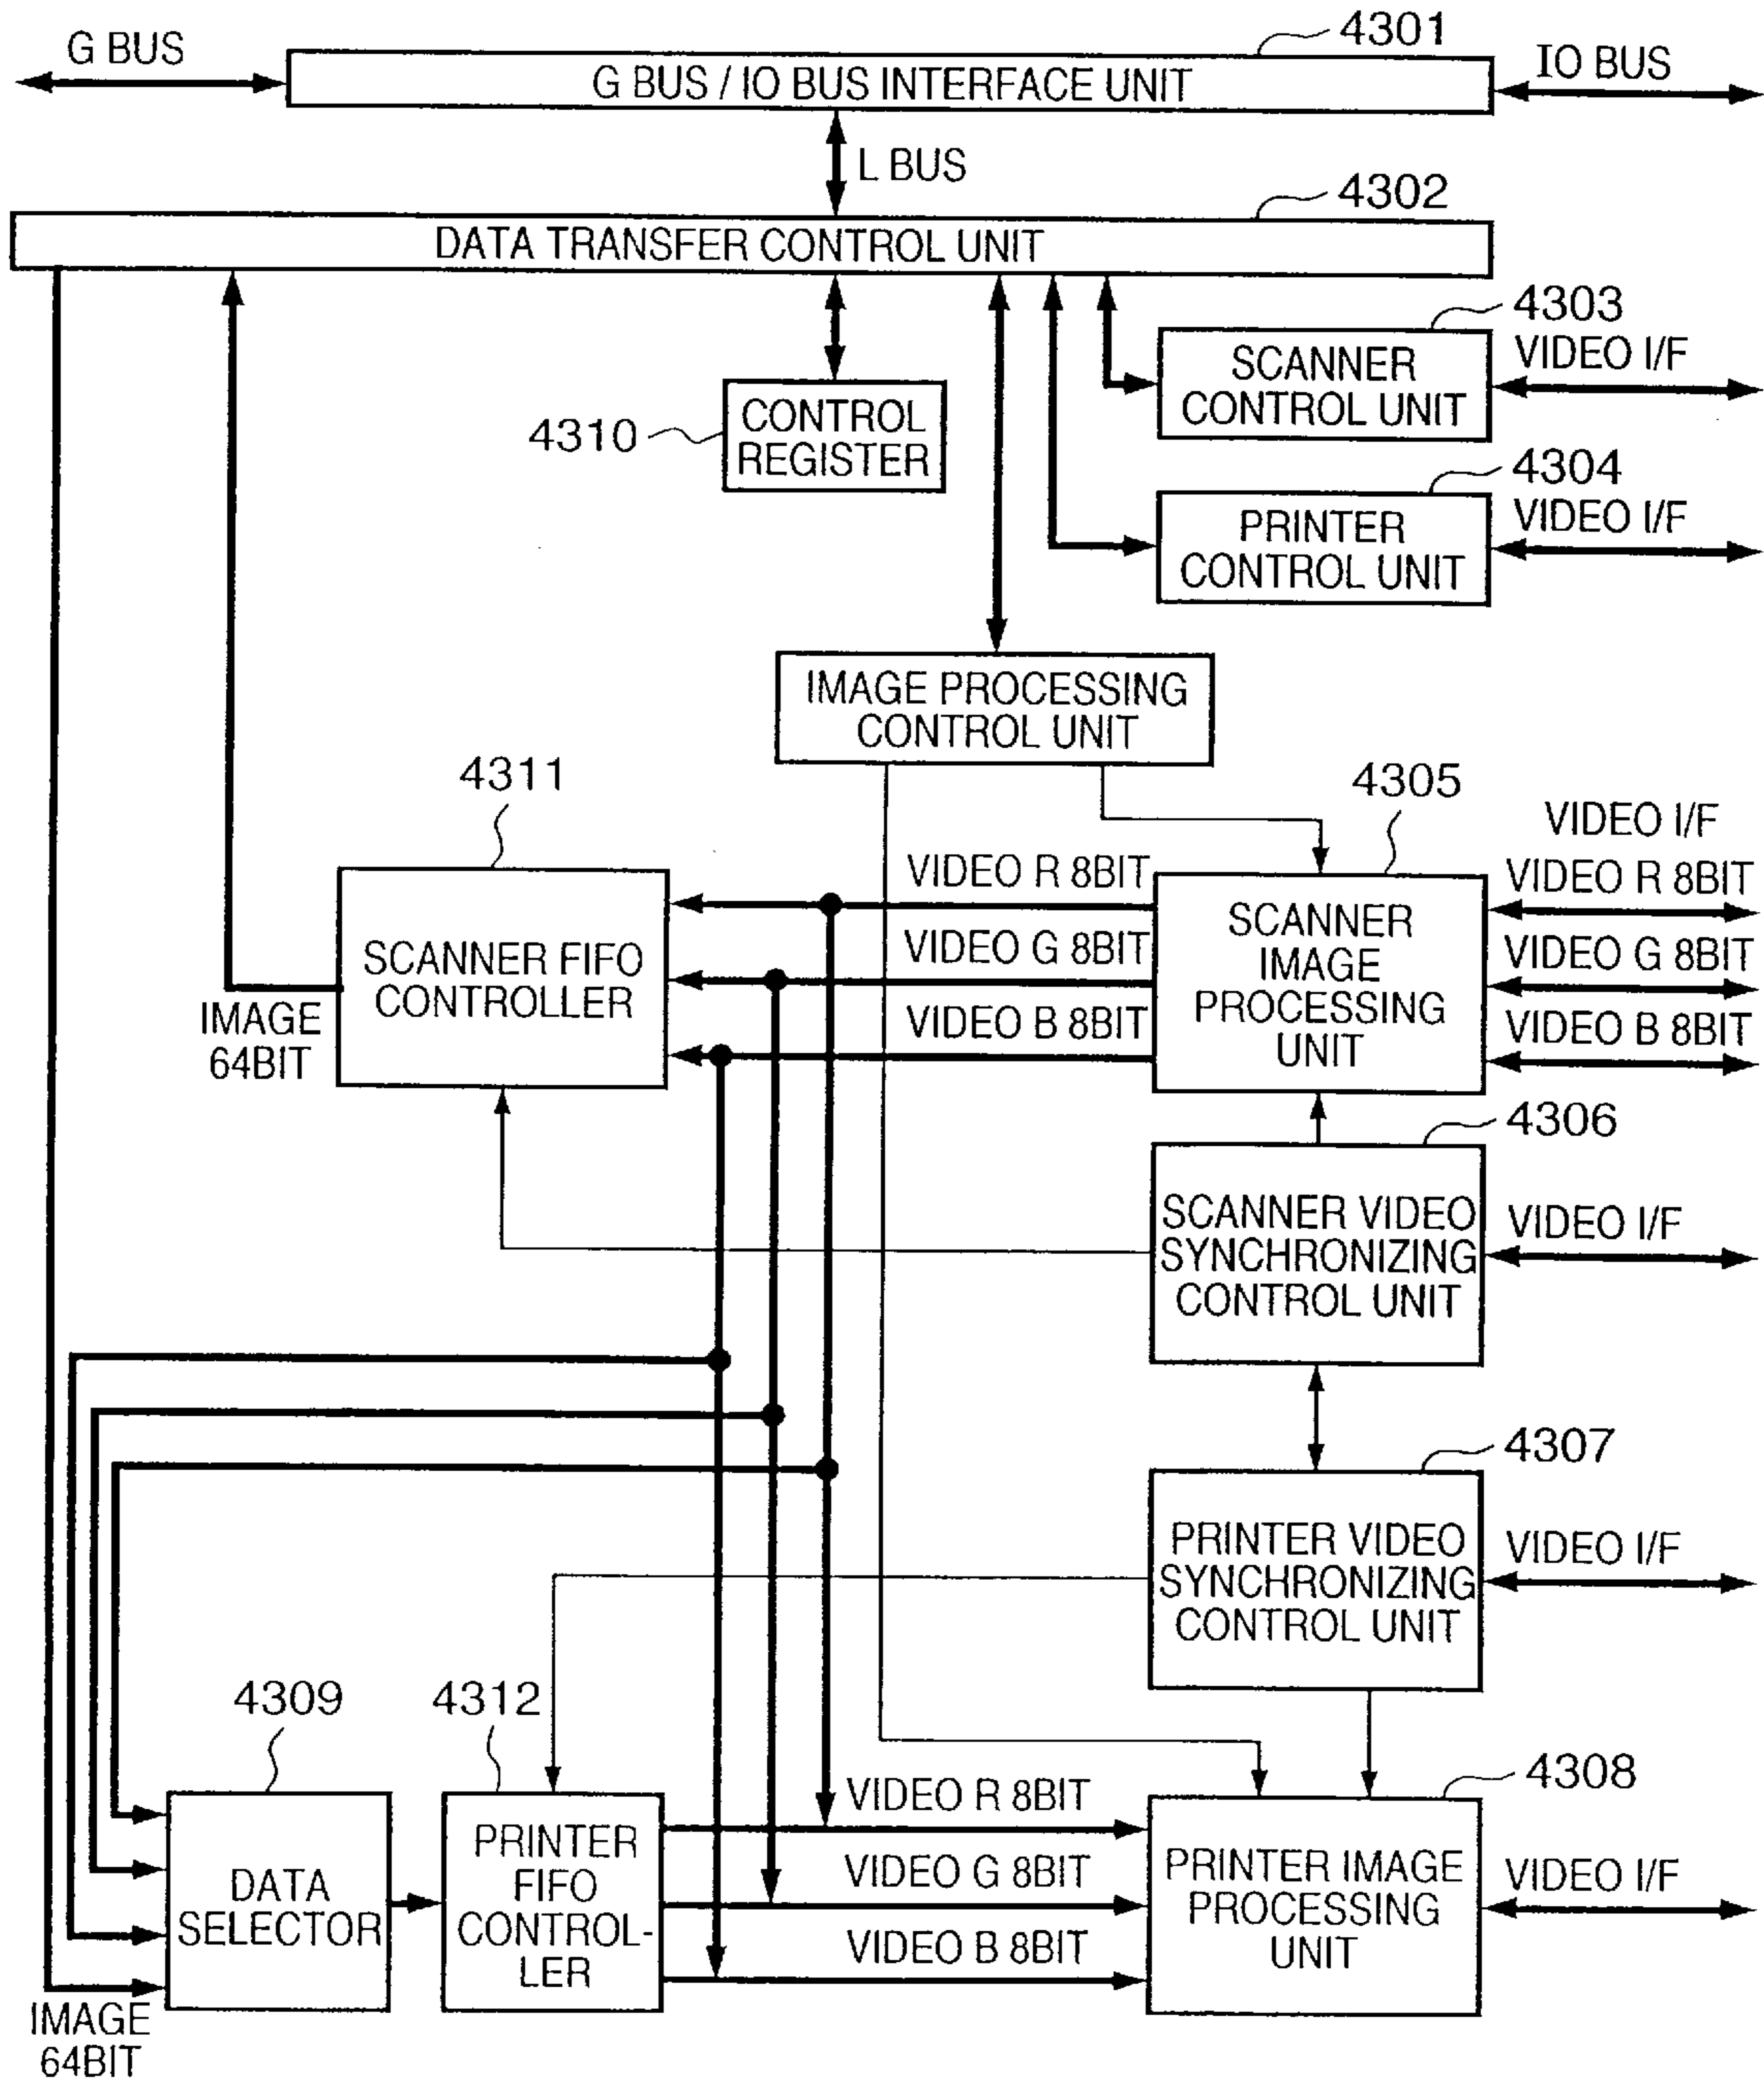 G BUS
4301
G BUS / IO BUS INTERFACE UNIT
IO BUS
L BUS
4302
DATA TRANSFER CONTROL UNIT
4303
SCANNER
CONTROL UNIT
VIDEO I/F
4310
CONTROL
REGISTER
4304
PRINTER
CONTROL UNIT
VIDEO I/F
IMAGE PROCESSING
CONTROL UNIT
4311
SCANNER FIFO
CONTROLLER
IMAGE
64BIT
VIDEO R 8BIT
VIDEO G 8BIT
VIDEO B 8BIT
4305
SCANNER
IMAGE
PROCESSING
UNIT
VIDEO I/F
VIDEO R 8BIT
VIDEO G 8BIT
VIDEO B 8BIT
4306
SCANNER VIDEO
SYNCHRONIZING
CONTROL UNIT
VIDEO I/F
4307
PRINTER VIDEO
SYNCHRONIZING
CONTROL UNIT
VIDEO I/F
4309
DATA
SELECTOR
IMAGE
64BIT
4312
PRINTER
FIFO
CONTROL-
LER
VIDEO R 8BIT
VIDEO G 8BIT
VIDEO B 8BIT
4308
PRINTER IMAGE
PROCESSING
UNIT
VIDEO I/F